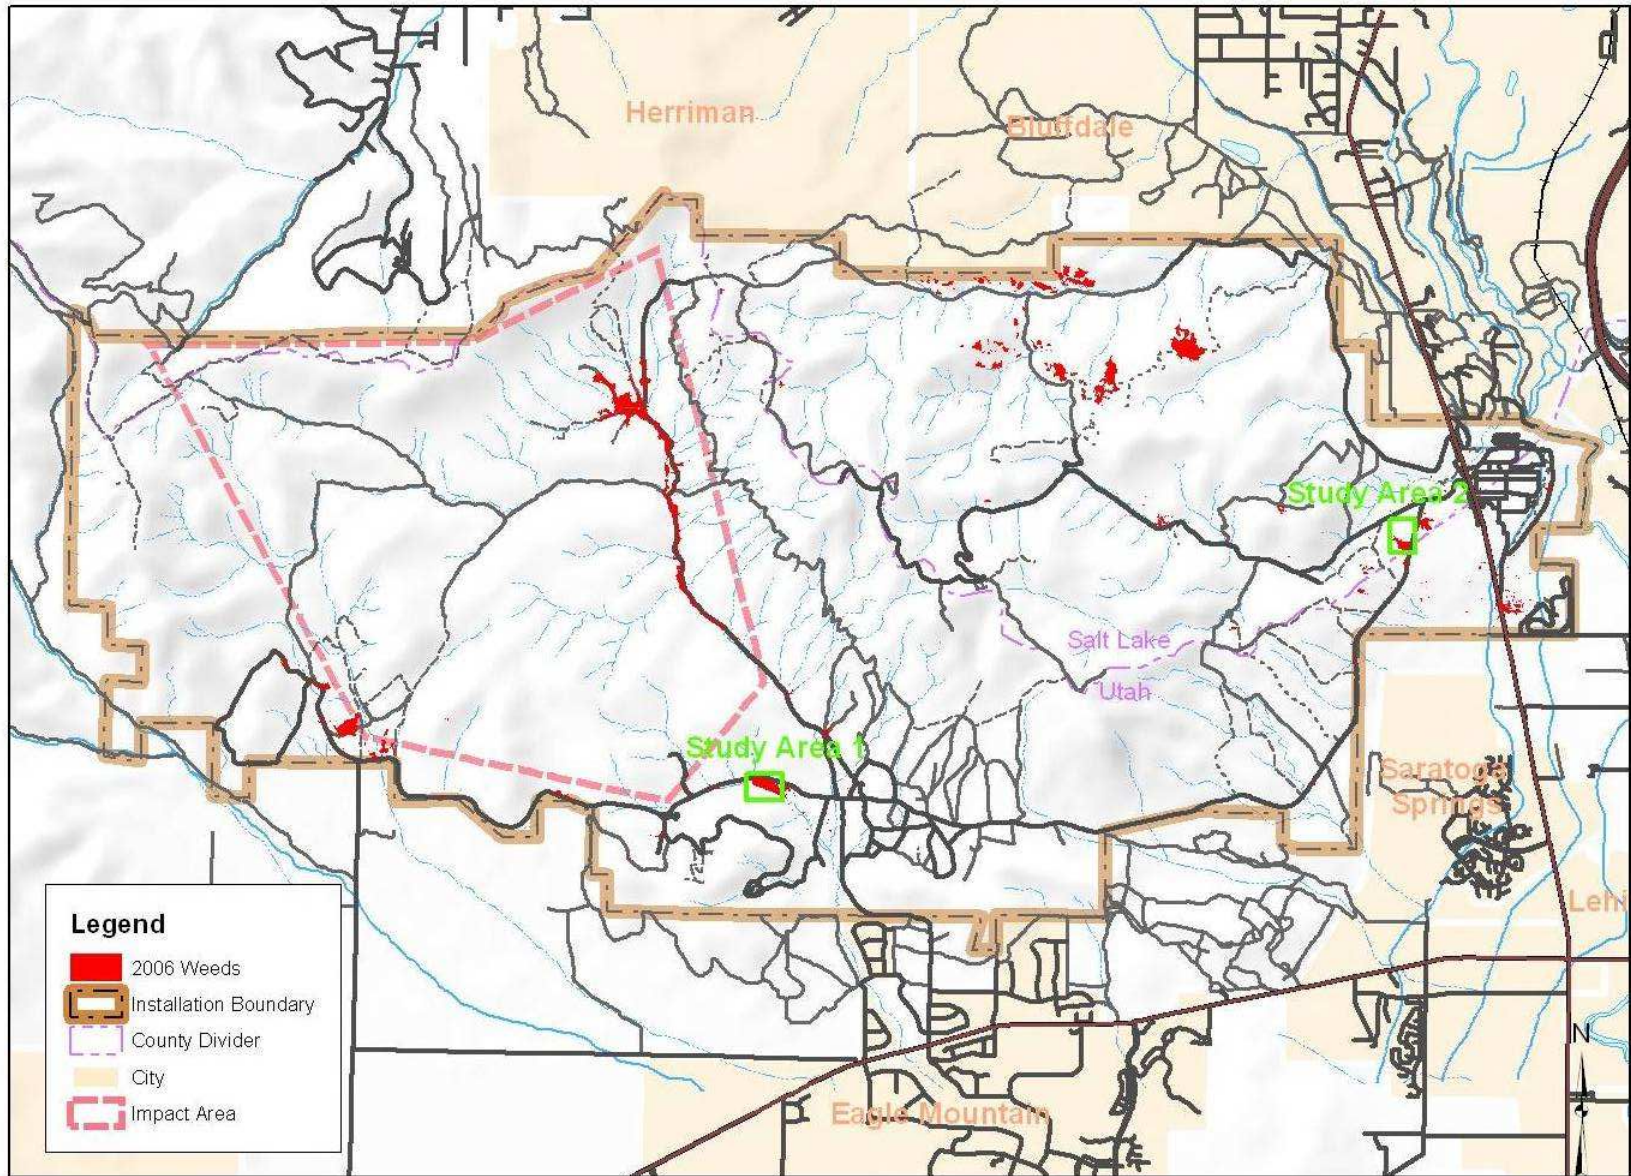 Herriman
Bluffdale
Study Area 2
Salt Lake
Utah
Study Area 1
Saratoga
Springs
Lehi
Legend
2006 Weeds
Installation Boundary
County Divider
City
Impact Area
N
Eagle Mountain